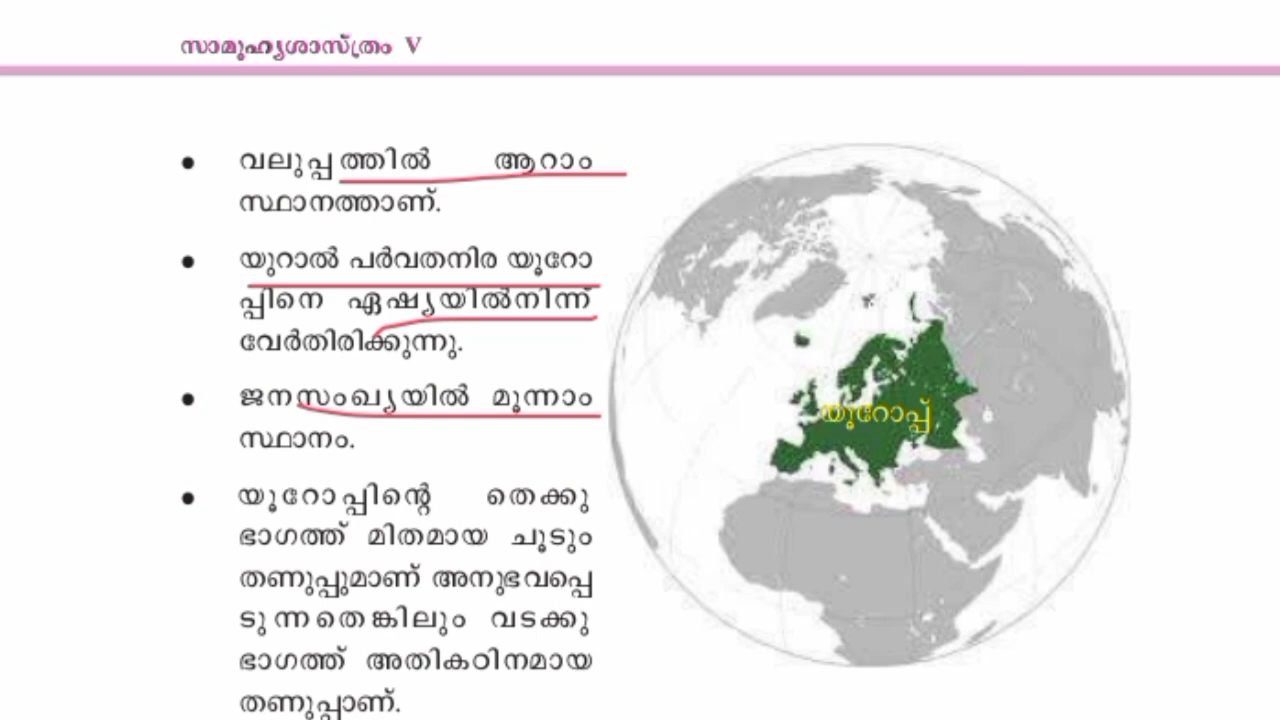 സാമൂഹ്യശാസ്ത്രം V
• വലുപ്പത്തിൽ ആറാം
സ്ഥാനത്താണ്.
• യുറാൽ പർവതനിര യൂറോ
പ്പിനെ ഏഷ്യയിൽനിന്ന്
വേർതിരിക്കുന്നു.
• ജനസംഖ്യയിൽ മൂന്നാം
സ്ഥാനം.
• യൂറോപ്പിന്റെ തെക്കു
ഭാഗത്ത് മിതമായ ചൂടും
തണുപ്പുമാണ് അനുഭവപ്പെ
ടുന്നതെങ്കിലും വടക്കു
ഭാഗത്ത് അതികഠിനമായ
തണുപ്പാണ്.
യൂറോപ്പ്